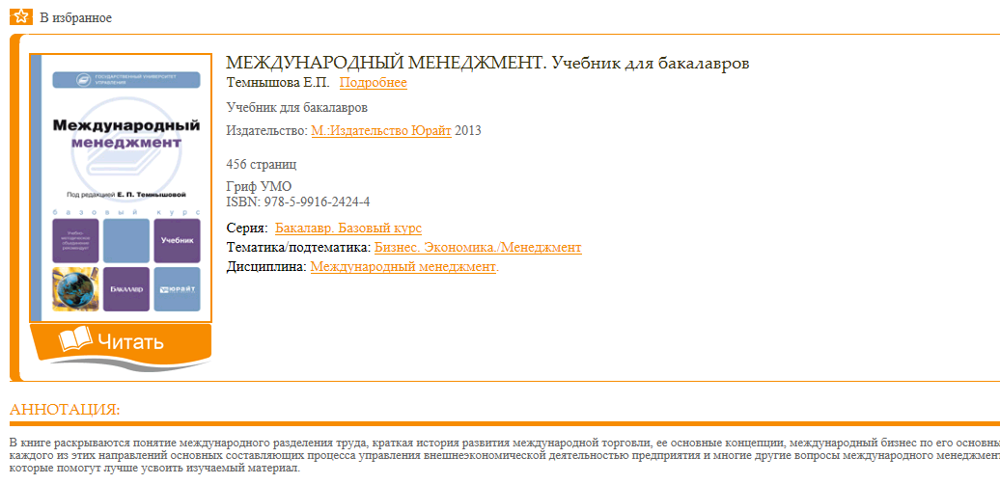 В избранное
ГОСУДАРСТВЕННЫЙ УНИВЕРСИТЕТ
УПРАВЛЕНИЯ
Международный
менеджмент
Под редакцией Е. П. Темнышовой
базовый курс
Учебник
БАКАЛАВР
юрайт
Читать
МЕЖДУНАРОДНЫЙ МЕНЕДЖМЕНТ. Учебник для бакалавров
Темнышова Е.П. Подробнее
Учебник для бакалавров
Издательство: М.:Издательство Юрайт 2013
456 страниц
Гриф УМО
ISBN: 978-5-9916-2424-4
Серия: Бакалавр. Базовый курс
Тематика/подтематика: Бизнес. Экономика./Менеджмент
Дисциплина: Международный менеджмент.
АННОТАЦИЯ:
В книге раскрываются понятие международного разделения труда, краткая история развития международной торговли, ее основные концепции, международный бизнес по его основны
каждого из этих направлений основных составляющих процесса управления внешнеэкономической деятельностью предприятия и многие другие вопросы международного менеджмент
которые помогут лучше усвоить изучаемый материал.